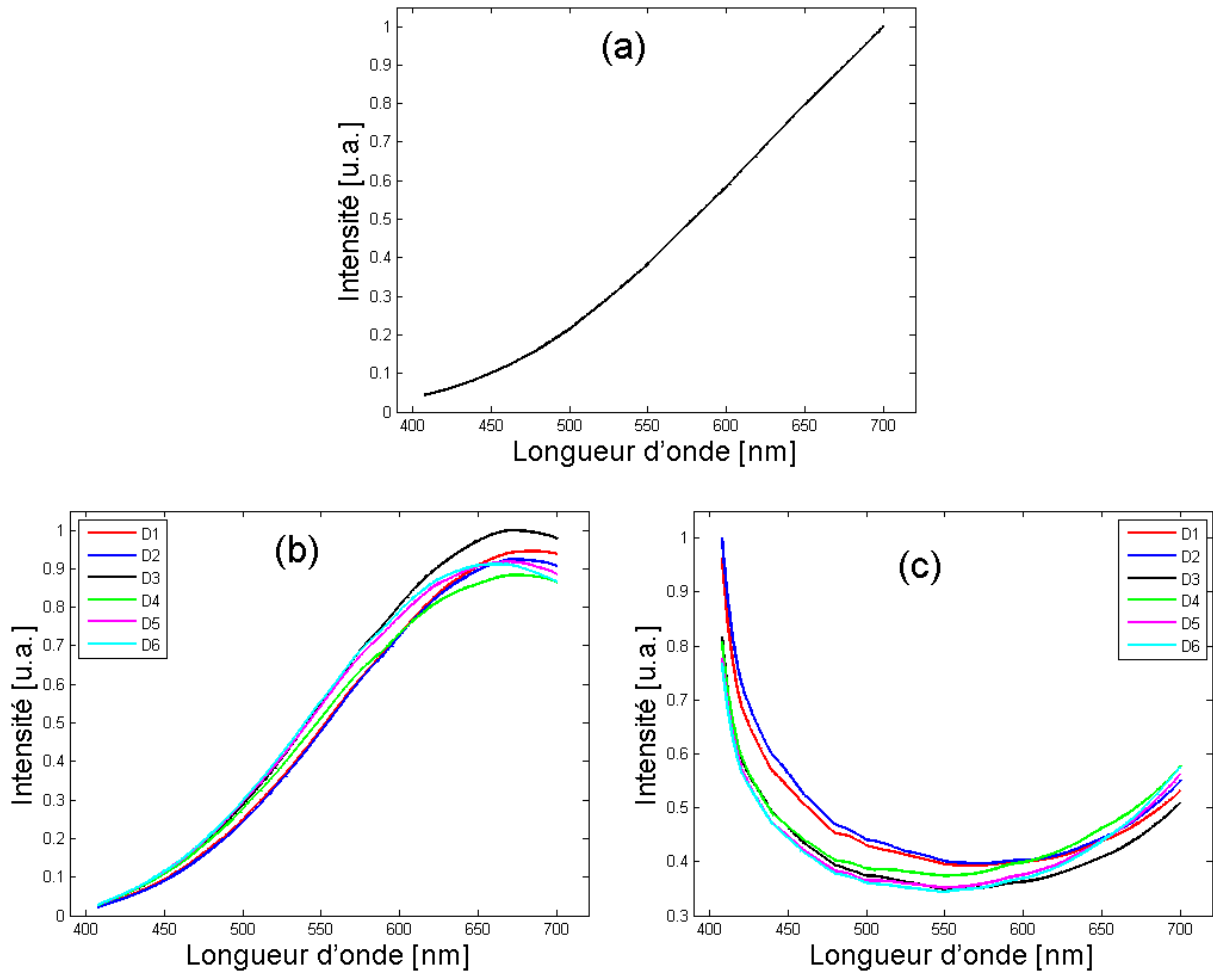 (a)
Intensité [u.a.]
1
0.9
0.8
0.7
0.6
0.5
0.4
0.3
0.2
0.1
0
400 450 500 550 600 650 700
Longueur d'onde [nm]
(b)
D1
D2
D3
D4
D5
D6
Intensité [u.a.]
1
0.9
0.8
0.7
0.6
0.5
0.4
0.3
0.2
0.1
0
400 450 500 550 600 650 700
Longueur d'onde [nm]
(c)
D1
D2
D3
D4
D5
D6
Intensité [u.a.]
1
0.9
0.8
0.7
0.6
0.5
0.4
0.3
400 450 500 550 600 650 700
Longueur d'onde [nm]